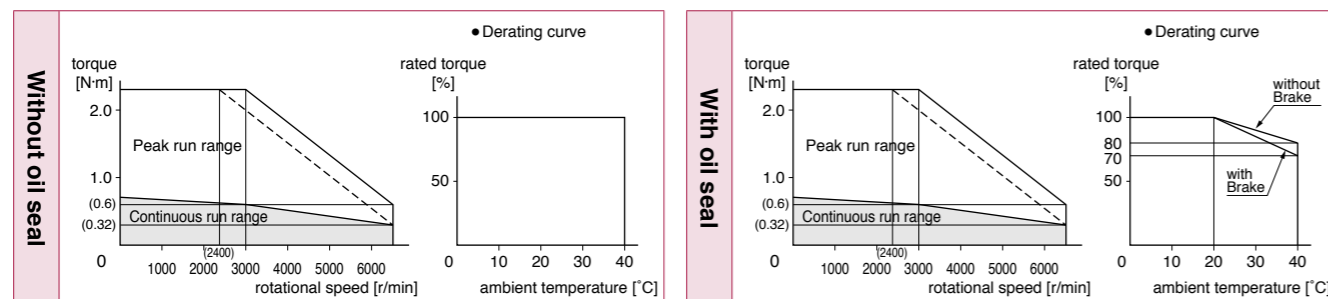 Without oil seal
● Derating curve
torque
[N·m]
2.0
1.0
(0.6)
(0.32)
0
Peak run range
Continuous run range
(2400)
1000 2000 3000 4000 5000 6000
rotational speed [r/min]
rated torque
[%]
100
50
0 10 20 30 40
ambient temperature [˚C]
With oil seal
● Derating curve
torque
[N·m]
2.0
1.0
(0.6)
(0.32)
0
Peak run range
Continuous run range
(2400)
1000 2000 3000 4000 5000 6000
rotational speed [r/min]
rated torque
[%]
without
Brake
100
80
70
50
with
Brake
0 10 20 30 40
ambient temperature [˚C]